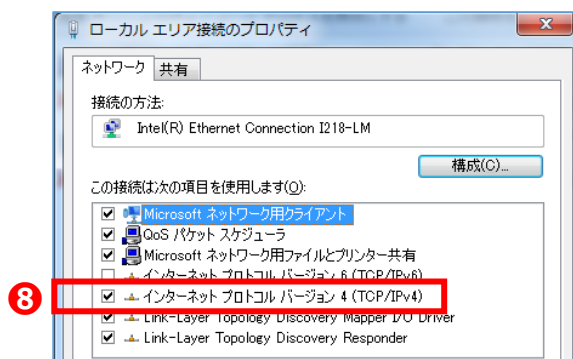 ローカル エリア接続のプロパティ
ネットワーク 共有
接続の方法:
Intel(R) Ethernet Connection I218-LM
構成(C)...
この接続は次の項目を使用します(O):
Microsoft ネットワーク用クライアント
QoS パケット スケジューラ
Microsoft ネットワーク用ファイルとプリンター共有
インターネット プロトコル バージョン 6 (TCP/IPv6)
8 インターネット プロトコル バージョン 4 (TCP/IPv4)
Link-Layer Topology Discovery Mapper I/O Driver
Link-Layer Topology Discovery Responder